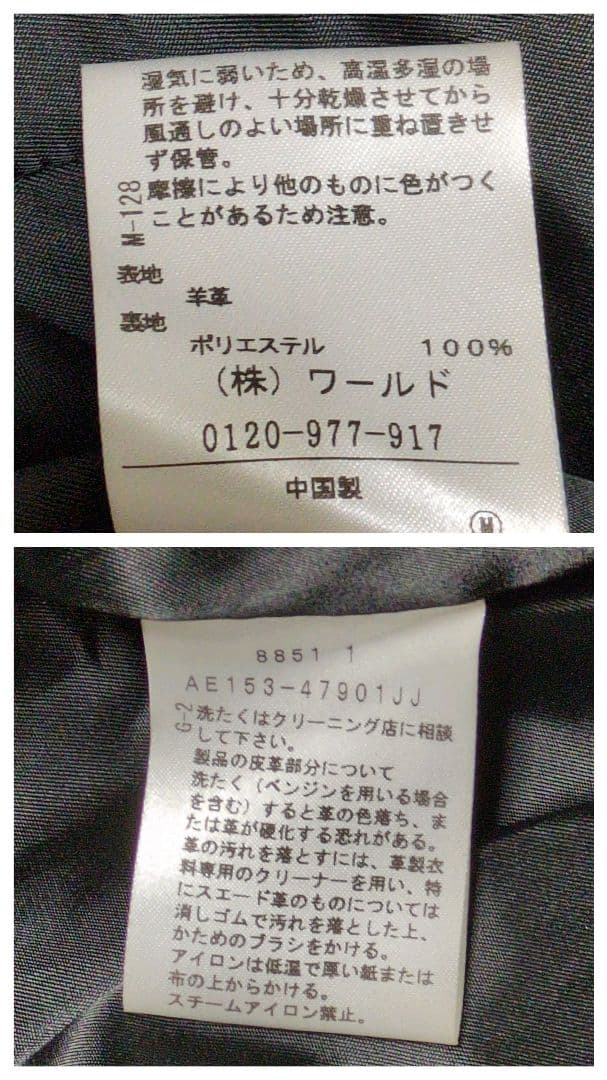 湿気に弱いため、高温多湿の場
所を避け、十分乾燥させてから
風通しのよい場所に重ね置きせ
ず保管。
摩擦により他のものに色がつく
ことがあるため注意。
M-128
表地
羊革
裏地
ポリエステル 100%
(株) ワールド
0120-977-917
中国製
M
8851 1
AE153-47901JJ
G-2
洗たくはクリーニング店に相談
して下さい。
製品の皮革部分について
洗たく(ベンジンを用いる場合
を含む)すると革の色落ち、ま
たは革が硬化する恐れがある。
革の汚れを落とすには、革製衣
料専用のクリーナーを用い、特
にスエード革のものについては
消しゴムで汚れを落とした上、
かためのブラシをかける。
アイロンは低温で厚い紙または
布の上からかける。
スチームアイロン禁止。